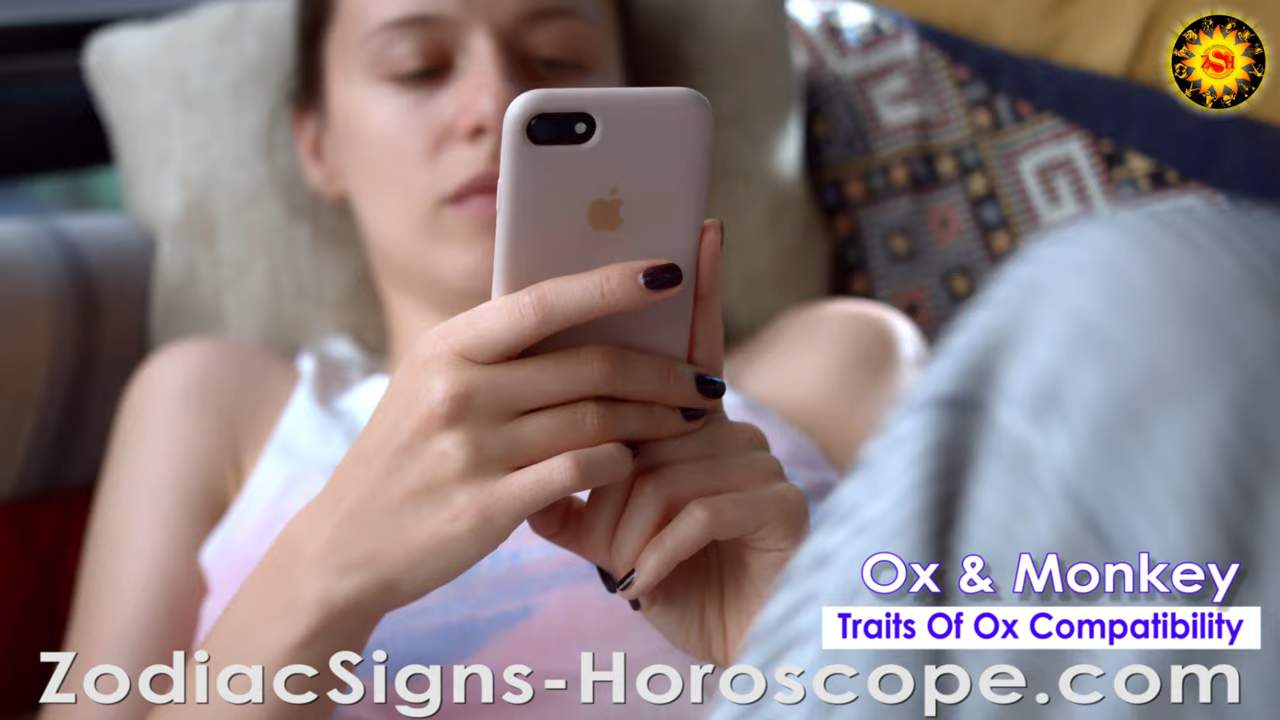 Ox & Monkey
Traits Of Ox Compatibility
ZodiacSigns-Horoscope.com